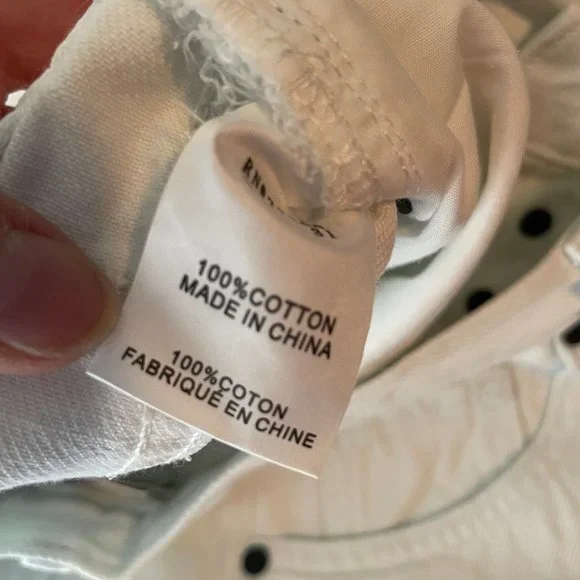 100%COTTON
MADE IN CHINA
100%COTON
FABRIQUÉ EN CHINE